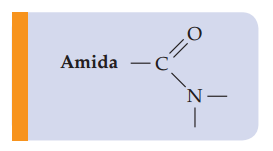 O
Amida — C
N —